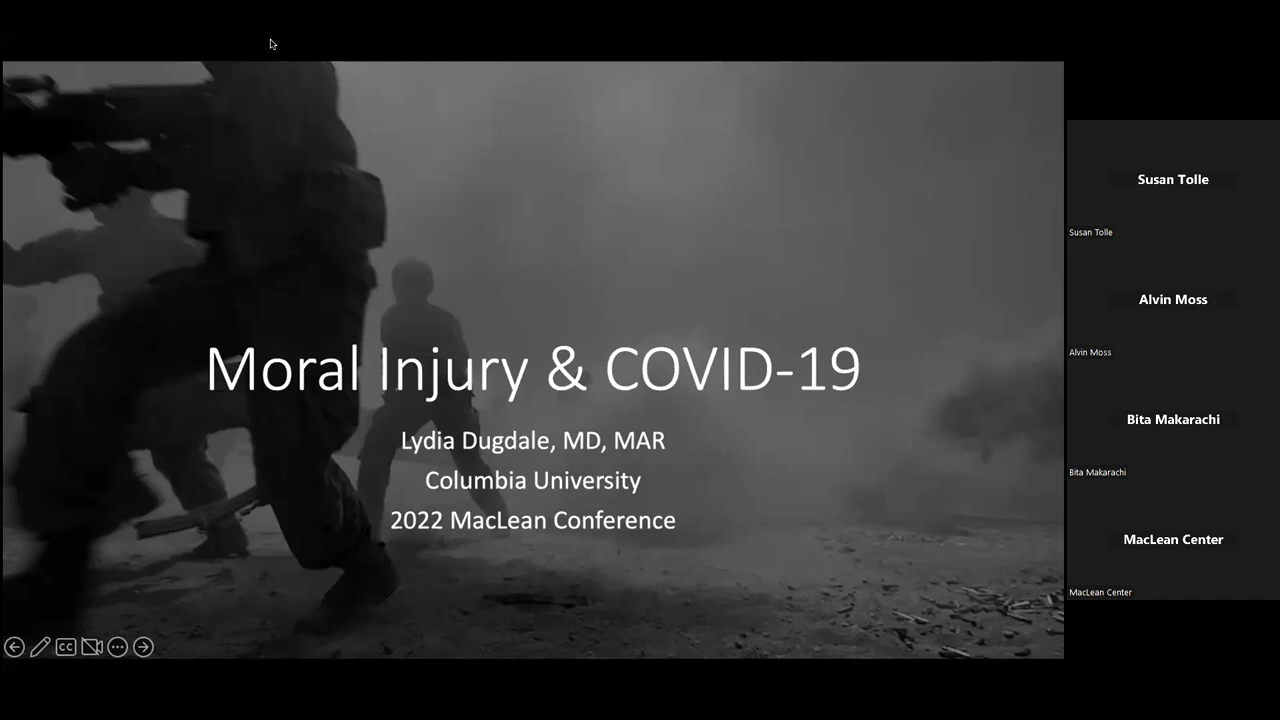 Moral Injury & COVID-19
Lydia Dugdale, MD, MAR
Columbia University
2022 MacLean Conference
CC
Susan Tolle
Susan Tolle
Alvin Moss
Alvin Moss
Bita Makarachi
Bita Makarachi
MacLean Center
MacLean Center